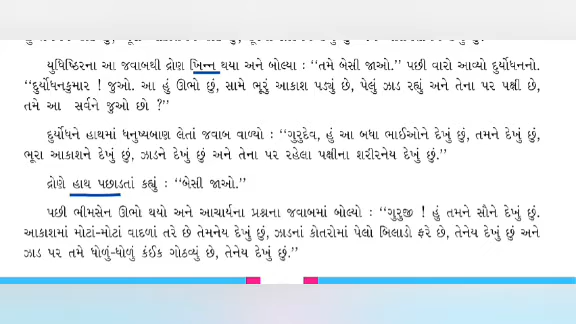 યુધિષ્ઠિરના આ જવાબથી દ્રોણ ખિન્ન થયા અને બોલ્યા : “તમે બેસી જાઓ.” પછી વારો આવ્યો દુર્યોધનનો.
“દુર્યોધનકુમાર ! જુઓ. આ હું ઊભો છું, સામે ભૂરું આકાશ પડ્યું છે, પેલું ઝાડ રહ્યું અને તેના પર પક્ષી છે,
તમે આ સર્વને જુઓ છો ?”
દુર્યોધને હાથમાં ધનુષ્યબાણ લેતાં જવાબ વાળ્યો : “ગુરુદેવ, હું આ બધા ભાઈઓને દેખું છું, તમને દેખું છું,
ભૂરા આકાશને દેખું છું, ઝાડને દેખું છું અને તેના પર રહેલા પક્ષીના શરીરનેય દેખું છું.”
દ્રોણે હાથ પછાડતાં કહ્યું : “બેસી જાઓ.”
પછી ભીમસેન ઊભો થયો અને આચાર્યના પ્રશ્નના જવાબમાં બોલ્યો : “ગુરુજી ! હું તમને સૌને દેખું છું.
આકાશમાં મોટાં-મોટાં વાદળાં તરે છે તેમનેય દેખું છું, ઝાડનાં કોતરોમાં પેલો બિલાડો ફરે છે, તેનેય દેખું છું અને
ઝાડ પર તમે ધોળું-ધોળું કંઈક ગોઠવ્યું છે, તેનેય દેખું છું.”